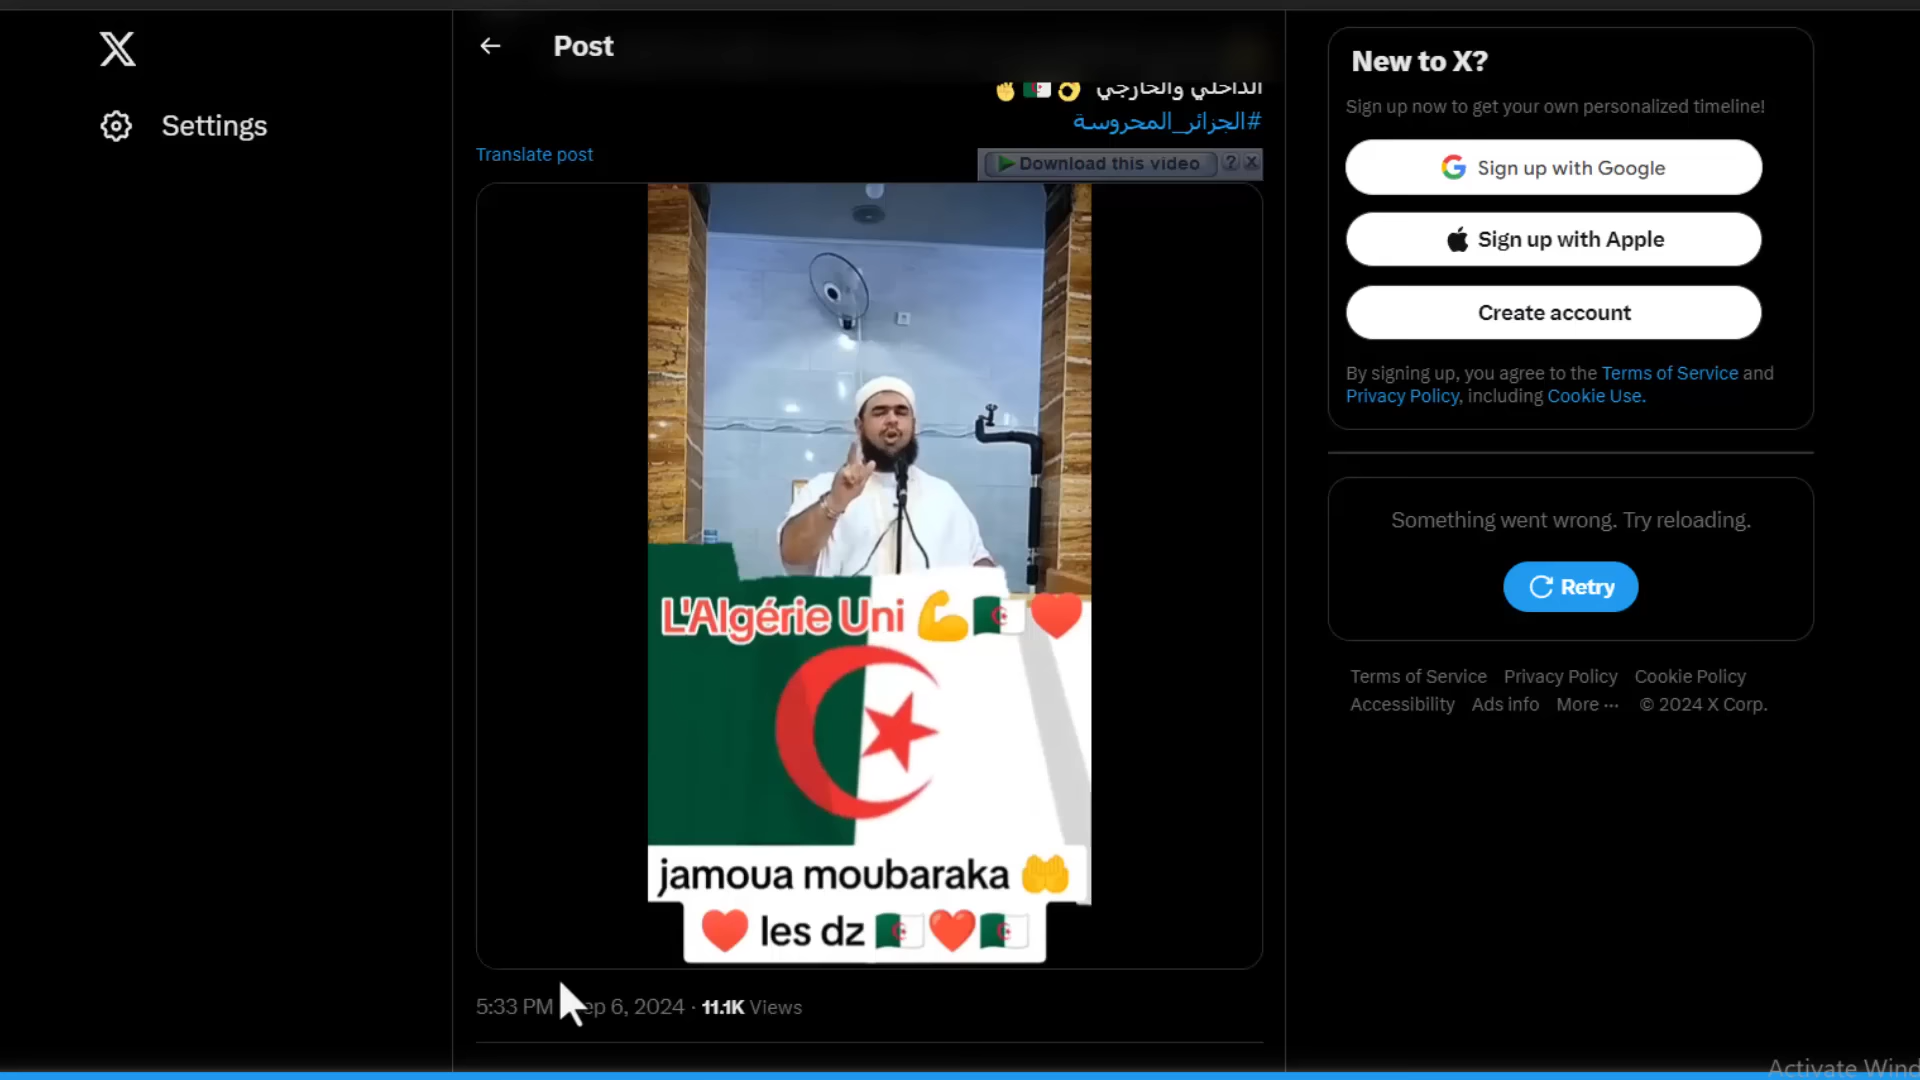 Post
New to X?
Settings
الداخلي والخارجي
#الجزائر_المحروسة
Translate post
Download this video ? X
Sign up now to get your own personalized timeline!
Sign up with Google
Sign up with Apple
Create account
By signing up, you agree to the Terms of Service and
Privacy Policy, including Cookie Use.
Something went wrong. Try reloading.
Retry
Terms of Service Privacy Policy Cookie Policy
Accessibility Ads info More ··· © 2024 X Corp.
L'Algérie Uni 💪🇩🇿♥️
jamoua moubaraka 🤲
♥️ les dz 🇩🇿♥️🇩🇿
5:33 PM ep 6, 2024 · 11.1K Views
Activate Wind